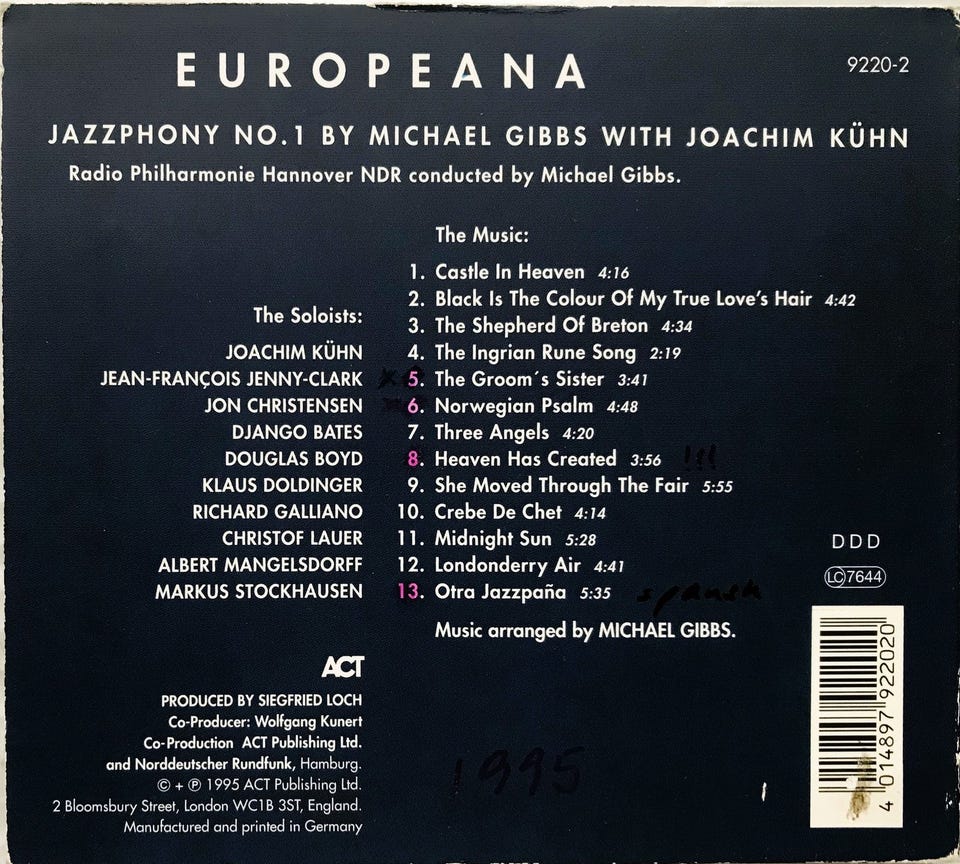 EUROPEANA
9220-2
JAZZPHONY NO.1 BY MICHAEL GIBBS WITH JOACHIM KÜHN
Radio Philharmonie Hannover NDR conducted by Michael Gibbs.
The Music:
1. Castle In Heaven 4:16
2. Black Is The Colour Of My True Love's Hair 4:42
3. The Shepherd Of Breton 4:34
4. The Ingrian Rune Song 2:19
5. The Groom´s Sister 3:41
6. Norwegian Psalm 4:48
7. Three Angels 4:20
8. Heaven Has Created 3:56 !!!
9. She Moved Through The Fair 5:55
10. Crebe De Chet 4:14
11. Midnight Sun 5:28
12. Londonderry Air 4:41
13. Otra Jazzpaña 5:35 spanish
Music arranged by MICHAEL GIBBS.
The Soloists:
JOACHIM KÜHN
JEAN-FRANÇOIS JENNY-CLARK
JON CHRISTENSEN
DJANGO BATES
DOUGLAS BOYD
KLAUS DOLDINGER
RICHARD GALLIANO
CHRISTOF LAUER
ALBERT MANGELSDORFF
MARKUS STOCKHAUSEN
ACT
PRODUCED BY SIEGFRIED LOCH
Co-Producer: Wolfgang Kunert
Co-Production ACT Publishing Ltd.
and Norddeutscher Rundfunk, Hamburg.
© + ℗ 1995 ACT Publishing Ltd.
2 Bloomsbury Street, London WC1B 3ST, England.
Manufactured and printed in Germany
1995
DDD
LC 7644
4 014897 922020